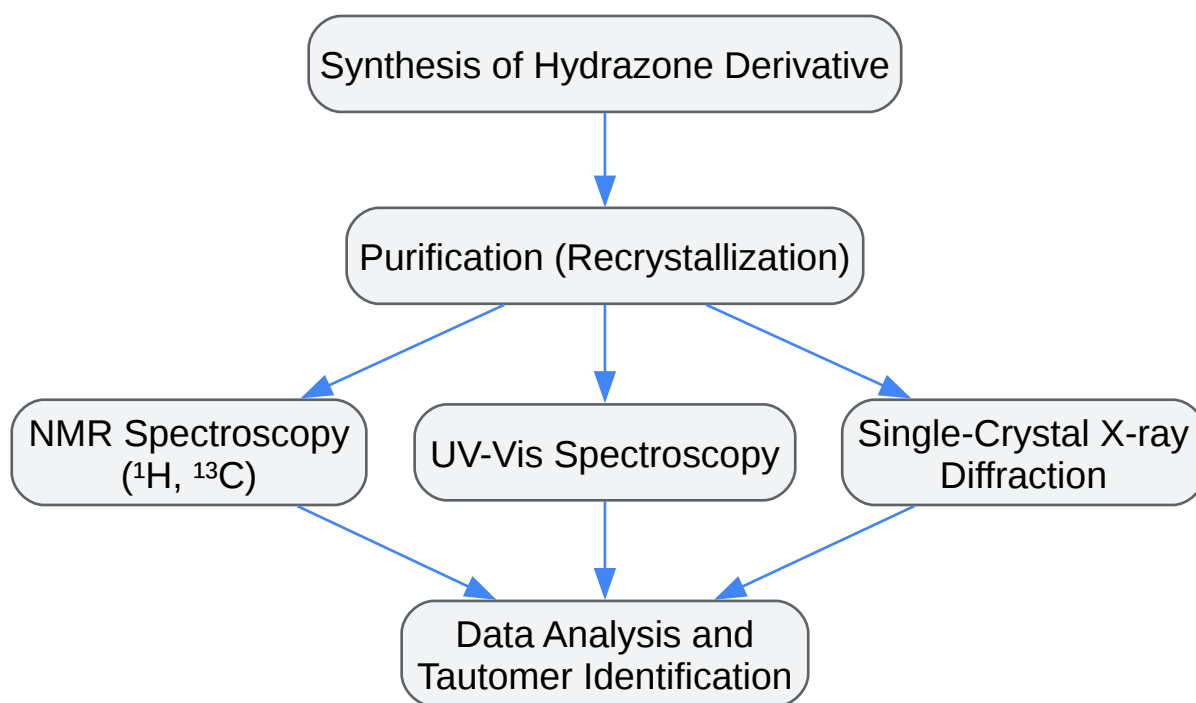 Synthesis of Hydrazone Derivative
Purification (Recrystallization)
NMR Spectroscopy
(¹H, ¹³C)
UV-Vis Spectroscopy
Single-Crystal X-ray
Diffraction
Data Analysis and
Tautomer Identification